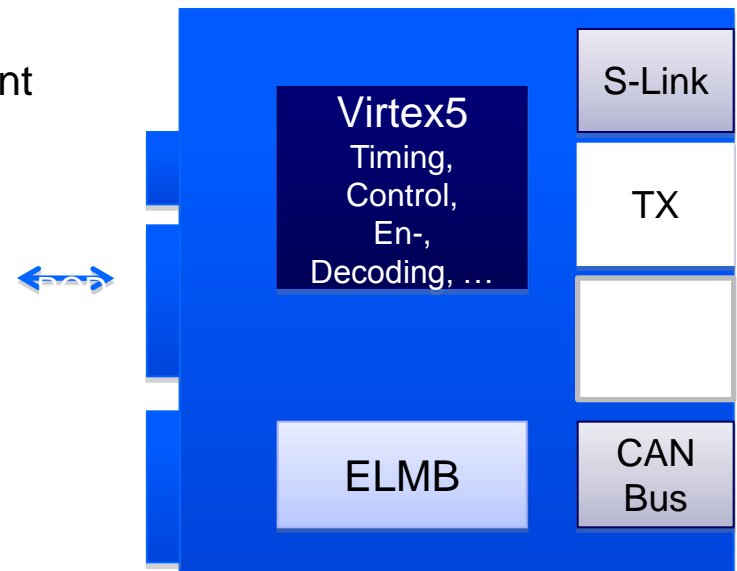 nt
S-Link
Virtex5
Timing,
Control,
En-,
Decoding, …
TX
ELMB
CAN
Bus